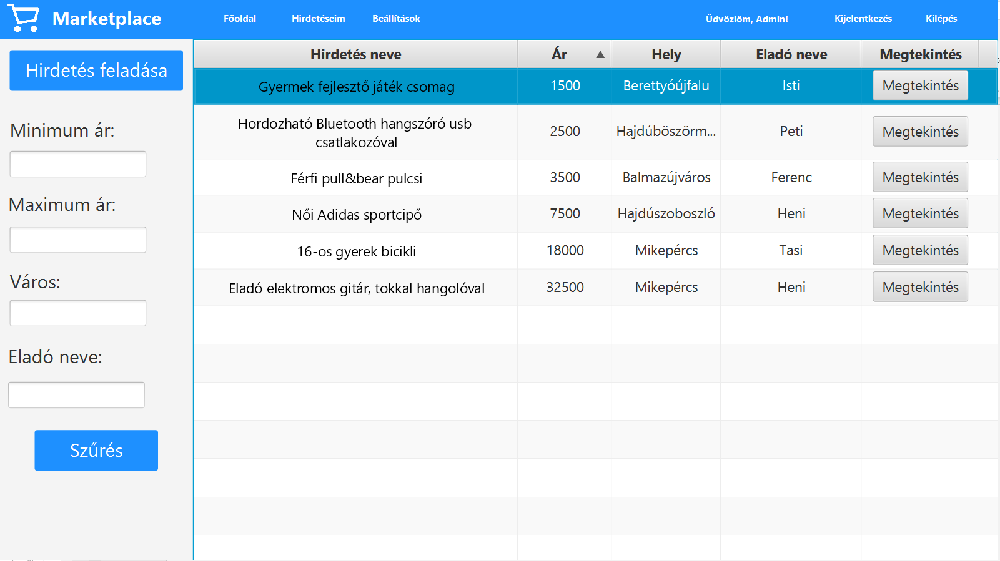 Marketplace
Főoldal
Hirdetéseim
Beállítások
Üdvözlöm, Admin!
Kijelentkezés
Kilépés
Hirdetés feladása
Minimum ár:
Maximum ár:
Város:
Eladó neve:
Szűrés
Hirdetés neve Ár ▲ Hely Eladó neve Megtekintés
Gyermek fejlesztő játék csomag 1500 Berettyóújfalu Isti Megtekintés
Hordozható Bluetooth hangszóró usb
csatlakozóval 2500 Hajdúböszörm... Peti Megtekintés
Férfi pull&bear pulcsi 3500 Balmazújváros Ferenc Megtekintés
Női Adidas sportcipő 7500 Hajdúszoboszló Heni Megtekintés
16-os gyerek bicikli 18000 Mikepércs Tasi Megtekintés
Eladó elektromos gitár, tokkal hangolóval 32500 Mikepércs Heni Megtekintés